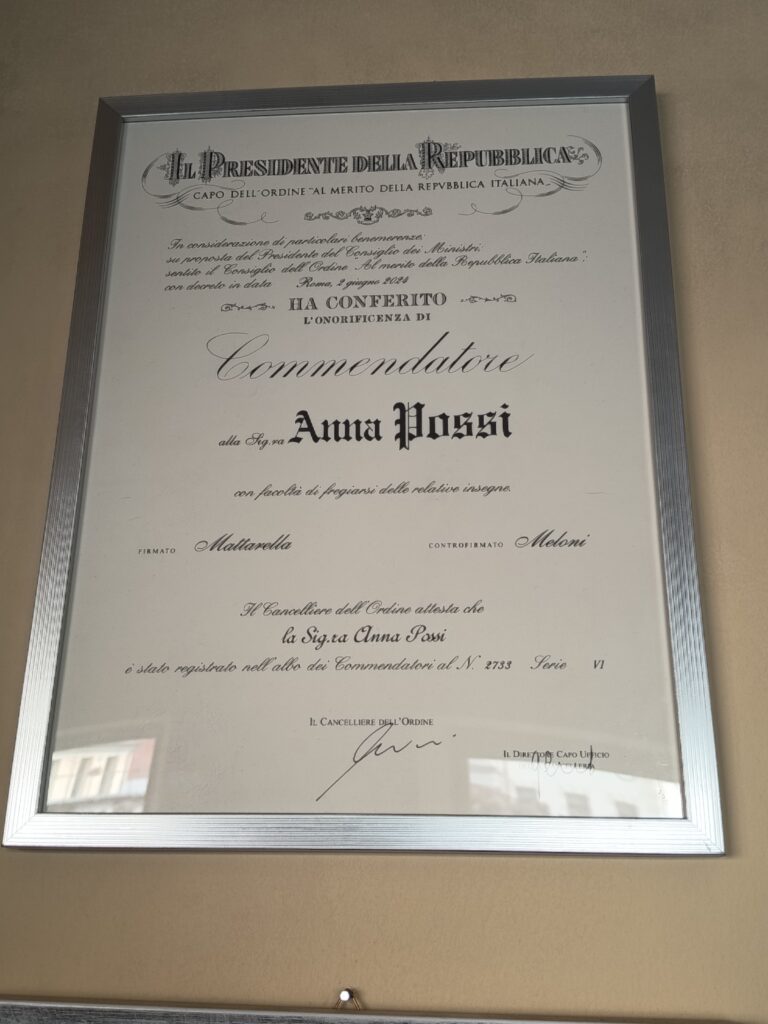 IL PRESIDENTE DELLA REPUBBLICA
CAPO DELL'ORDINE "AL MERITO DELLA REPVBBLICA ITALIANA"
In considerazione di particolari benemerenze;
su proposta del Presidente del Consiglio dei Ministri;
sentito il Consiglio dell'Ordine "Al merito della Repubblica Italiana";
con decreto in data Roma, 2 giugno 2024
HA CONFERITO
L'ONORIFICENZA DI
Commendatore
alla Sig.ra Anna Possi
con facoltà di fregiarsi delle relative insegne.
FIRMATO Mattarella CONTROFIRMATO Meloni
Il Cancelliere dell'Ordine attesta che
la Sig.ra Anna Possi
è stato registrato nell'albo dei Commendatori al N. 2733 Serie VI
IL CANCELLIERE DELL'ORDINE
IL DIRETTORE CAPO UFFICIO